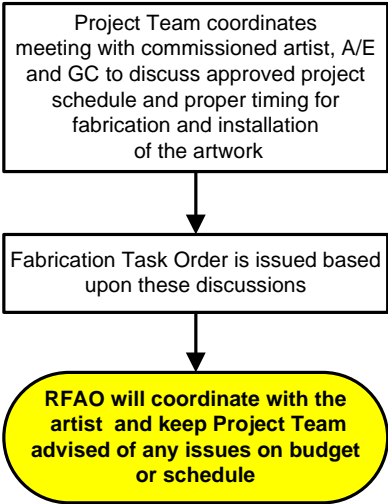 Project Team coordinates
meeting with commissioned artist, A/E
and GC to discuss approved project
schedule and proper timing for
fabrication and installation
of the artwork
Fabrication Task Order is issued based
upon these discussions
RFAO will coordinate with the
artist  and keep Project Team
advised of any issues on budget
or schedule